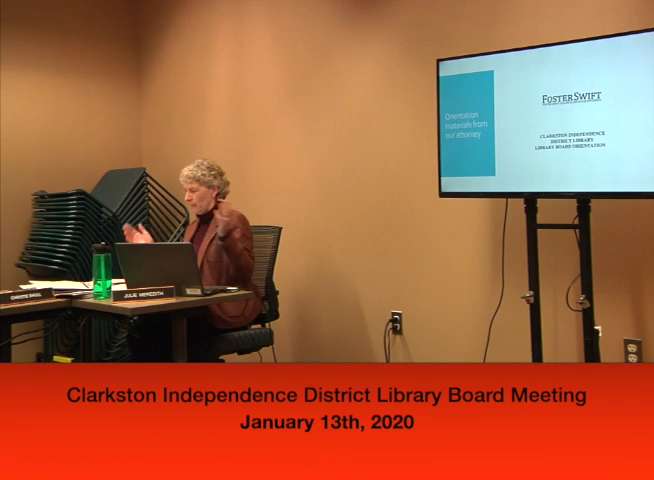 Orientation
materials from
our attorney
FOSTERSWIFT
CLARKSTON INDEPENDENCE
DISTRICT LIBRARY
LIBRARY BOARD ORIENTATION
JULIE MEREDITH
Clarkston Independence District Library Board Meeting
January 13th, 2020